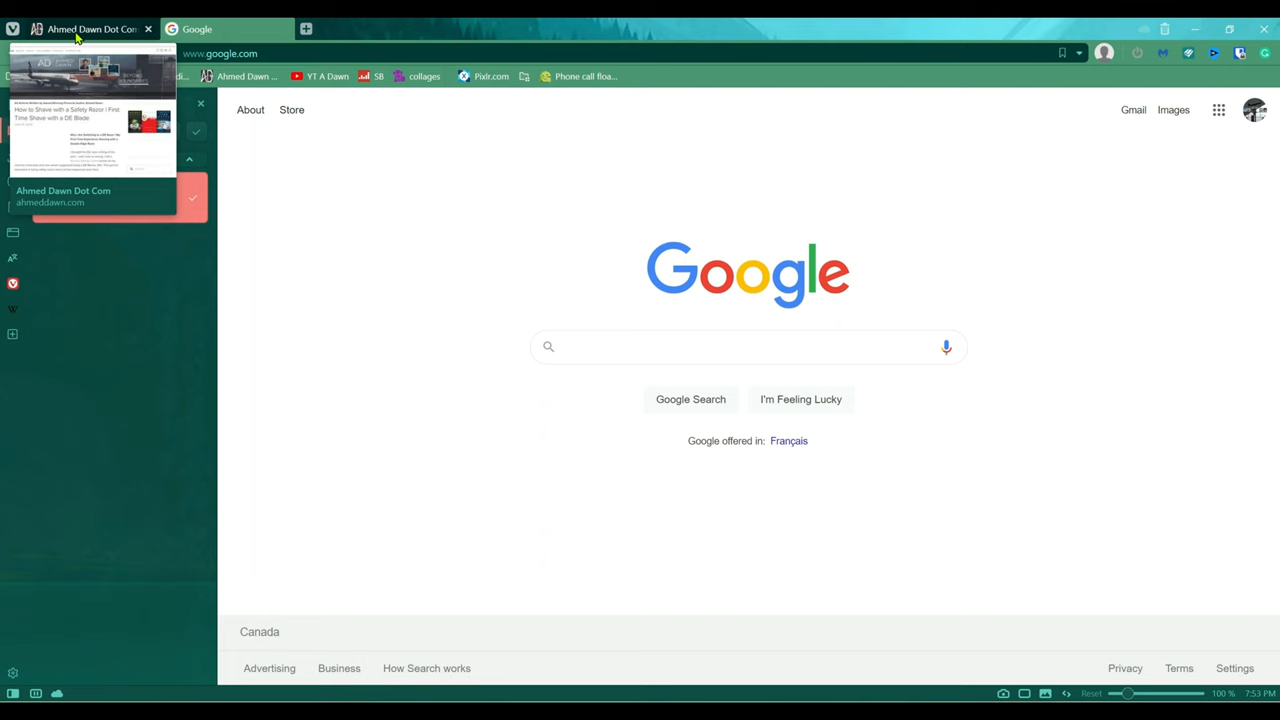 Ahmed Dawn Dot Com
Google
www.google.com
di...
Ahmed Dawn ...
YT A Dawn
SB
collages
Pixlr.com
Phone call floa...
About
Store
Gmail
Images
AD
How to Shave with a Safety Razor | First
Time Shave with a DE Blade
Ahmed Dawn Dot Com
ahmeddawn.com
Google
Google Search
I'm Feeling Lucky
Google offered in: Français
Canada
Advertising
Business
How Search works
Privacy
Terms
Settings
Reset
100 %
7:53 PM